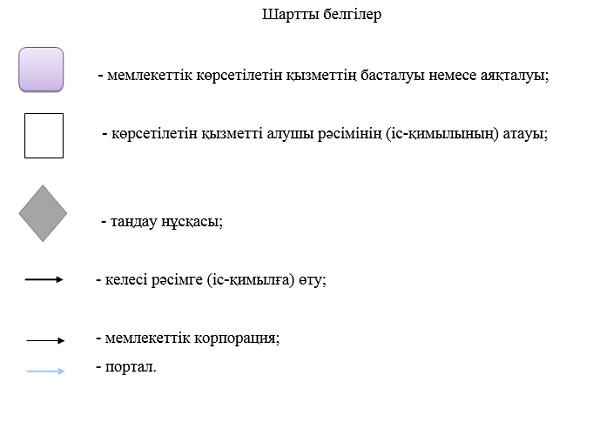 Шартты белгілер
- мемлекеттік көрсетілетін қызметтің басталуы немесе аяқталуы;
- көрсетілетін қызметті алушы рәсімінің (іс-қимылының) атауы;
- таңдау нұсқасы;
- келесі рәсімге (іс-қимылға) өту;
- мемлекеттік корпорация;
- портал.